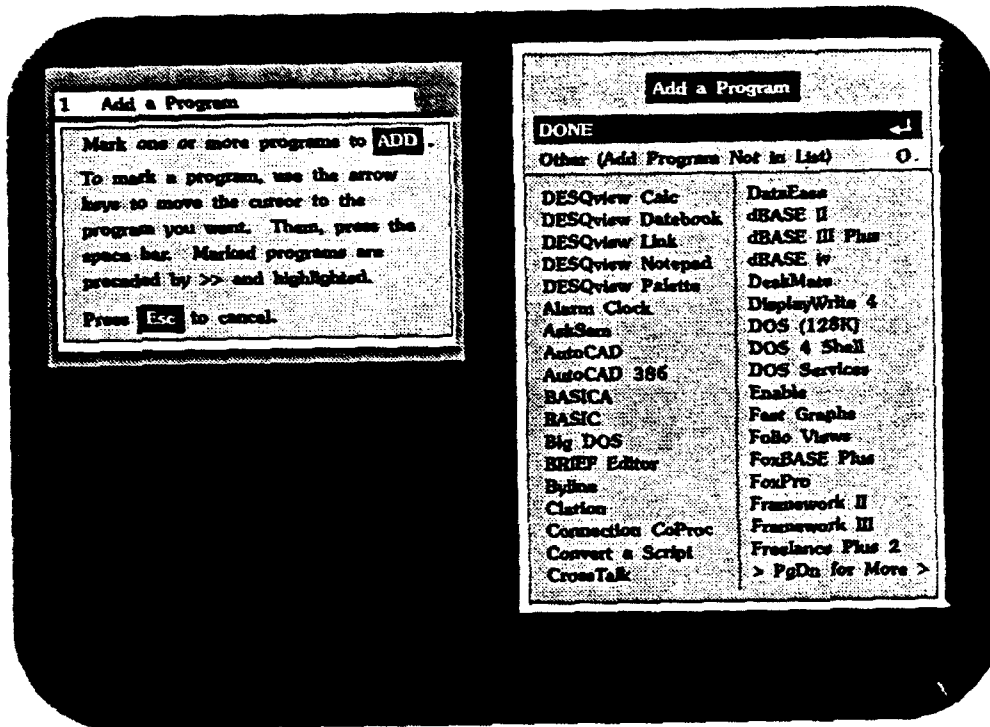 1 Add a Program
Mark one or more programs to ADD.
To mark a program, use the arrow
keys to move the cursor to the
program you want. Then, press the
space bar. Marked programs are
preceded by >> and highlighted.
Press Esc to cancel.
Add a Program
DONE ↵
Other (Add Program Not in List) O.
DESQview Calc
DESQview Datebook
DESQview Link
DESQview Notepad
DESQview Palette
Alarm Clock
AskSam
AutoCAD
AutoCAD 386
BASICA
BASIC
Big DOS
BRIEF Editor
Byline
Clarion
Connection CoProc
Convert a Script
CrossTalk
DataEase
dBASE II
dBASE III Plus
dBASE iv
DeskMate
DisplayWrite 4
DOS (128K)
DOS 4 Shell
DOS Services
Enable
Fast Graphs
Folio Views
FoxBASE Plus
FoxPro
Framework II
Framework III
Freelance Plus 2
> PgDn for More >